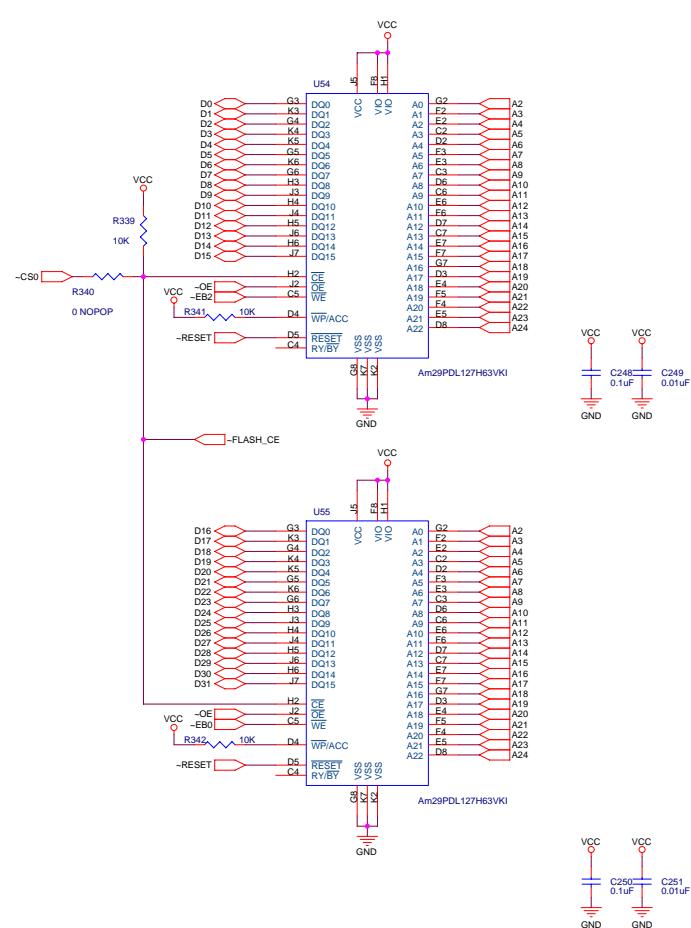 VCC
U54
J5 F8 H1
VCC VIO VIO
D0 G3 DQ0 A0 G2 A2
D1 K3 DQ1 A1 F2 A3
D2 G4 DQ2 A2 E2 A4
D3 K4 DQ3 A3 C2 A5
D4 K5 DQ4 A4 D2 A6
D5 G5 DQ5 A5 F3 A7
D6 K6 DQ6 A6 E3 A8
D7 G6 DQ7 A7 C3 A9
D8 H3 DQ8 A8 D6 A10
D9 J3 DQ9 A9 C6 A11
D10 H4 DQ10 A10 E6 A12
D11 J4 DQ11 A11 F6 A13
D12 H5 DQ12 A12 D7 A14
D13 J6 DQ13 A13 C7 A15
D14 H6 DQ14 A14 E7 A16
D15 J7 DQ15 A15 F7 A17
A16 G7 A18
A17 D3 A19
A18 E4 A20
A19 F5 A21
A20 F4 A22
A21 E5 A23
A22 D8 A24
VCC
R339
10K
~CS0
R340
0 NOPOP
H2 CE
~OE J2 OE
~EB2 C5 WE
VCC
R341 10K D4 WP/ACC
~RESET D5 RESET
C4 RY/BY
VSS VSS VSS
G8 K7 K2
Am29PDL127H63VKI
GND
VCC VCC
C248 C249
0.1uF 0.01uF
GND GND
~FLASH_CE
VCC
U55
J5 F8 H1
VCC VIO VIO
D16 G3 DQ0 A0 G2 A2
D17 K3 DQ1 A1 F2 A3
D18 G4 DQ2 A2 E2 A4
D19 K4 DQ3 A3 C2 A5
D20 K5 DQ4 A4 D2 A6
D21 G5 DQ5 A5 F3 A7
D22 K6 DQ6 A6 E3 A8
D23 G6 DQ7 A7 C3 A9
D24 H3 DQ8 A8 D6 A10
D25 J3 DQ9 A9 C6 A11
D26 H4 DQ10 A10 E6 A12
D27 J4 DQ11 A11 F6 A13
D28 H5 DQ12 A12 D7 A14
D29 J6 DQ13 A13 C7 A15
D30 H6 DQ14 A14 E7 A16
D31 J7 DQ15 A15 F7 A17
A16 G7 A18
A17 D3 A19
A18 E4 A20
A19 F5 A21
A20 F4 A22
A21 E5 A23
A22 D8 A24
H2 CE
~OE J2 OE
~EB0 C5 WE
VCC
R342 10K D4 WP/ACC
~RESET D5 RESET
C4 RY/BY
VSS VSS VSS
G8 K7 K2
Am29PDL127H63VKI
GND
VCC VCC
C250 C251
0.1uF 0.01uF
GND GND